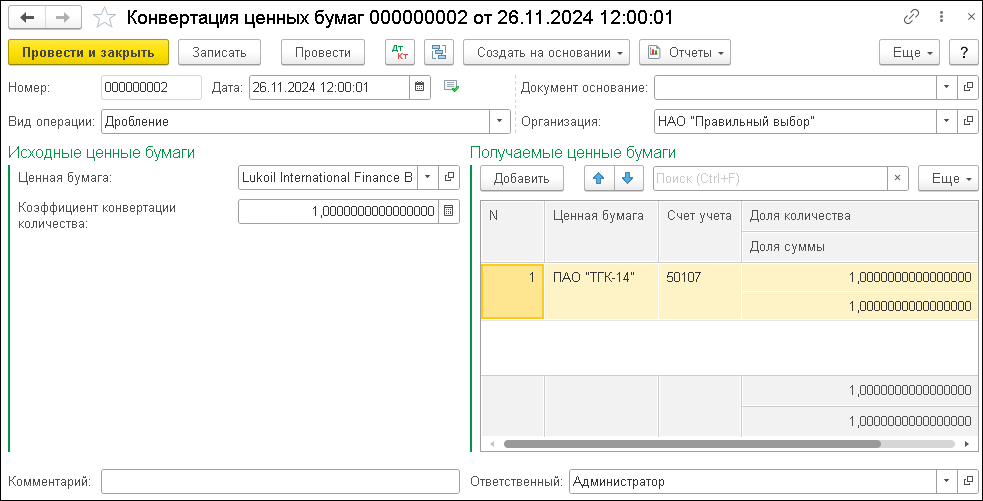 Конвертация ценных бумаг 000000002 от 26.11.2024 12:00:01
Провести и закрыть Записать Провести Дт Кт Создать на основании Отчеты Еще ?
Номер: 000000002 Дата: 26.11.2024 12:00:01 Документ основание:
Вид операции: Дробление Организация: НАО "Правильный выбор"
Исходные ценные бумаги Получаемые ценные бумаги
Ценная бумага: Lukoil International Finance B Добавить Поиск (Ctrl+F) × Еще
Коэффициент конвертации
количества: 1,0000000000000000
N Ценная бумага Счет учета Доля количества
Доля суммы
1 ПАО "ТГК-14" 50107 1,0000000000000000
1,0000000000000000
1,0000000000000000
1,0000000000000000
Комментарий: Ответственный: Администратор